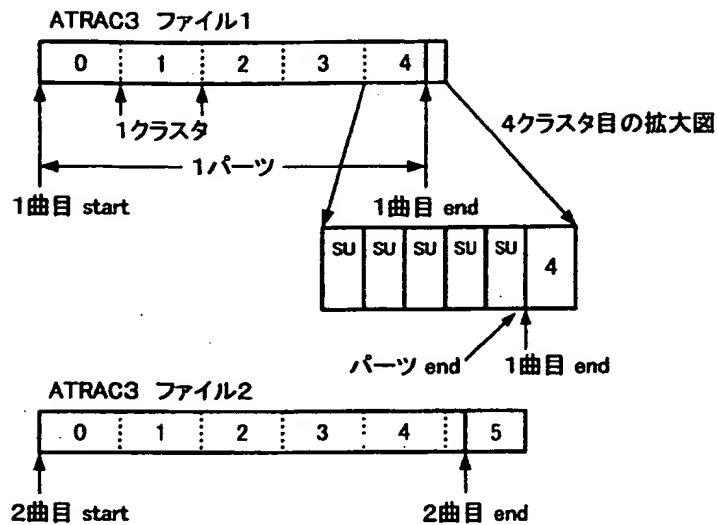 ATRAC3 ファイル1
0 1 2 3 4
1クラスタ
4クラスタ目の拡大図
1パーツ
1曲目 start
1曲目 end
SU SU SU SU SU 4
パーツ end
1曲目 end
ATRAC3 ファイル2
0 1 2 3 4 5
2曲目 start
2曲目 end